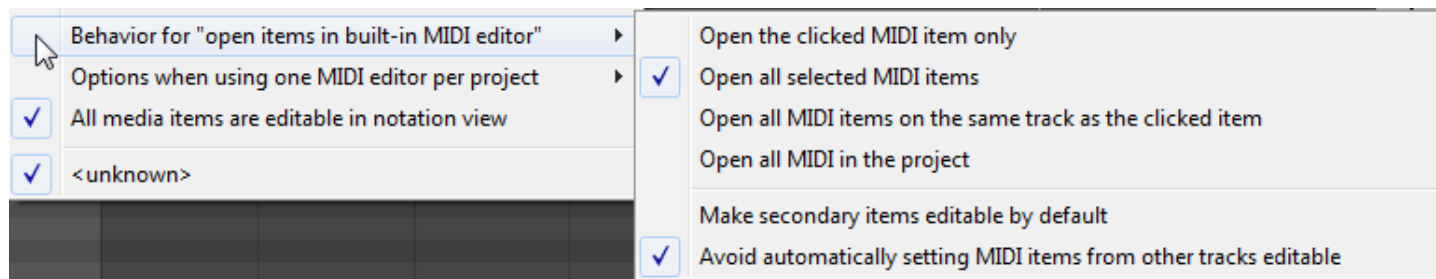 Behavior for "open items in built-in MIDI editor"
Options when using one MIDI editor per project
All media items are editable in notation view
<unknown>
Open the clicked MIDI item only
Open all selected MIDI items
Open all MIDI items on the same track as the clicked item
Open all MIDI in the project
Make secondary items editable by default
Avoid automatically setting MIDI items from other tracks editable